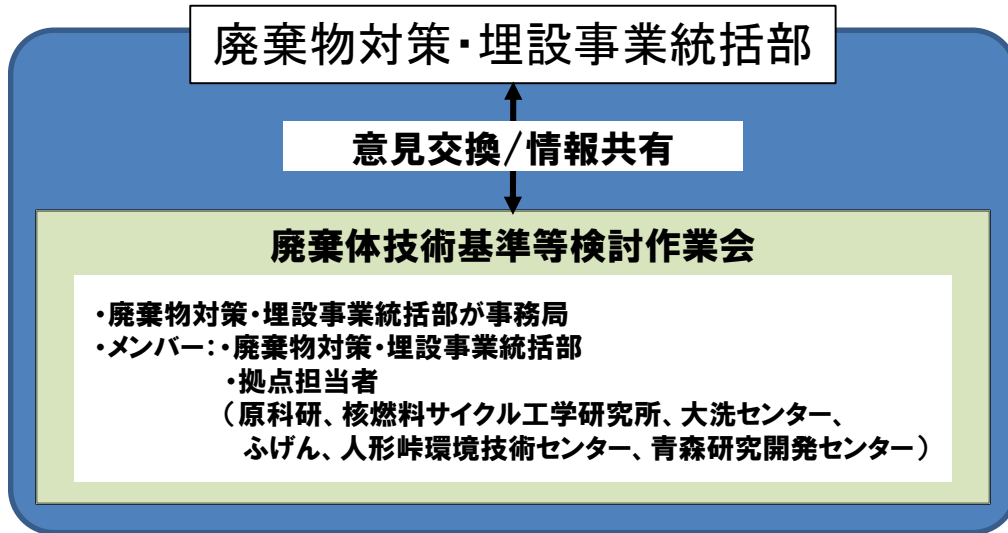 廃棄物対策・埋設事業統括部
意見交換/情報共有
廃棄体技術基準等検討作業会
・廃棄物対策・埋設事業統括部が事務局
・メンバー：・廃棄物対策・埋設事業統括部
・拠点担当者
（原科研、核燃料サイクル工学研究所、大洗センター、
ふげん、人形峠環境技術センター、青森研究開発センター）